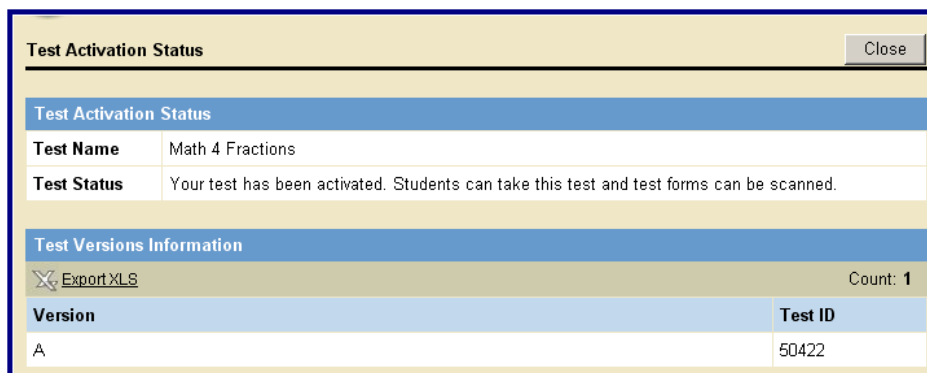 Test Activation Status
Close
Test Activation Status
Test Name Math 4 Fractions
Test Status Your test has been activated. Students can take this test and test forms can be scanned.
Test Versions Information
Export XLS Count: 1
Version Test ID
A 50422